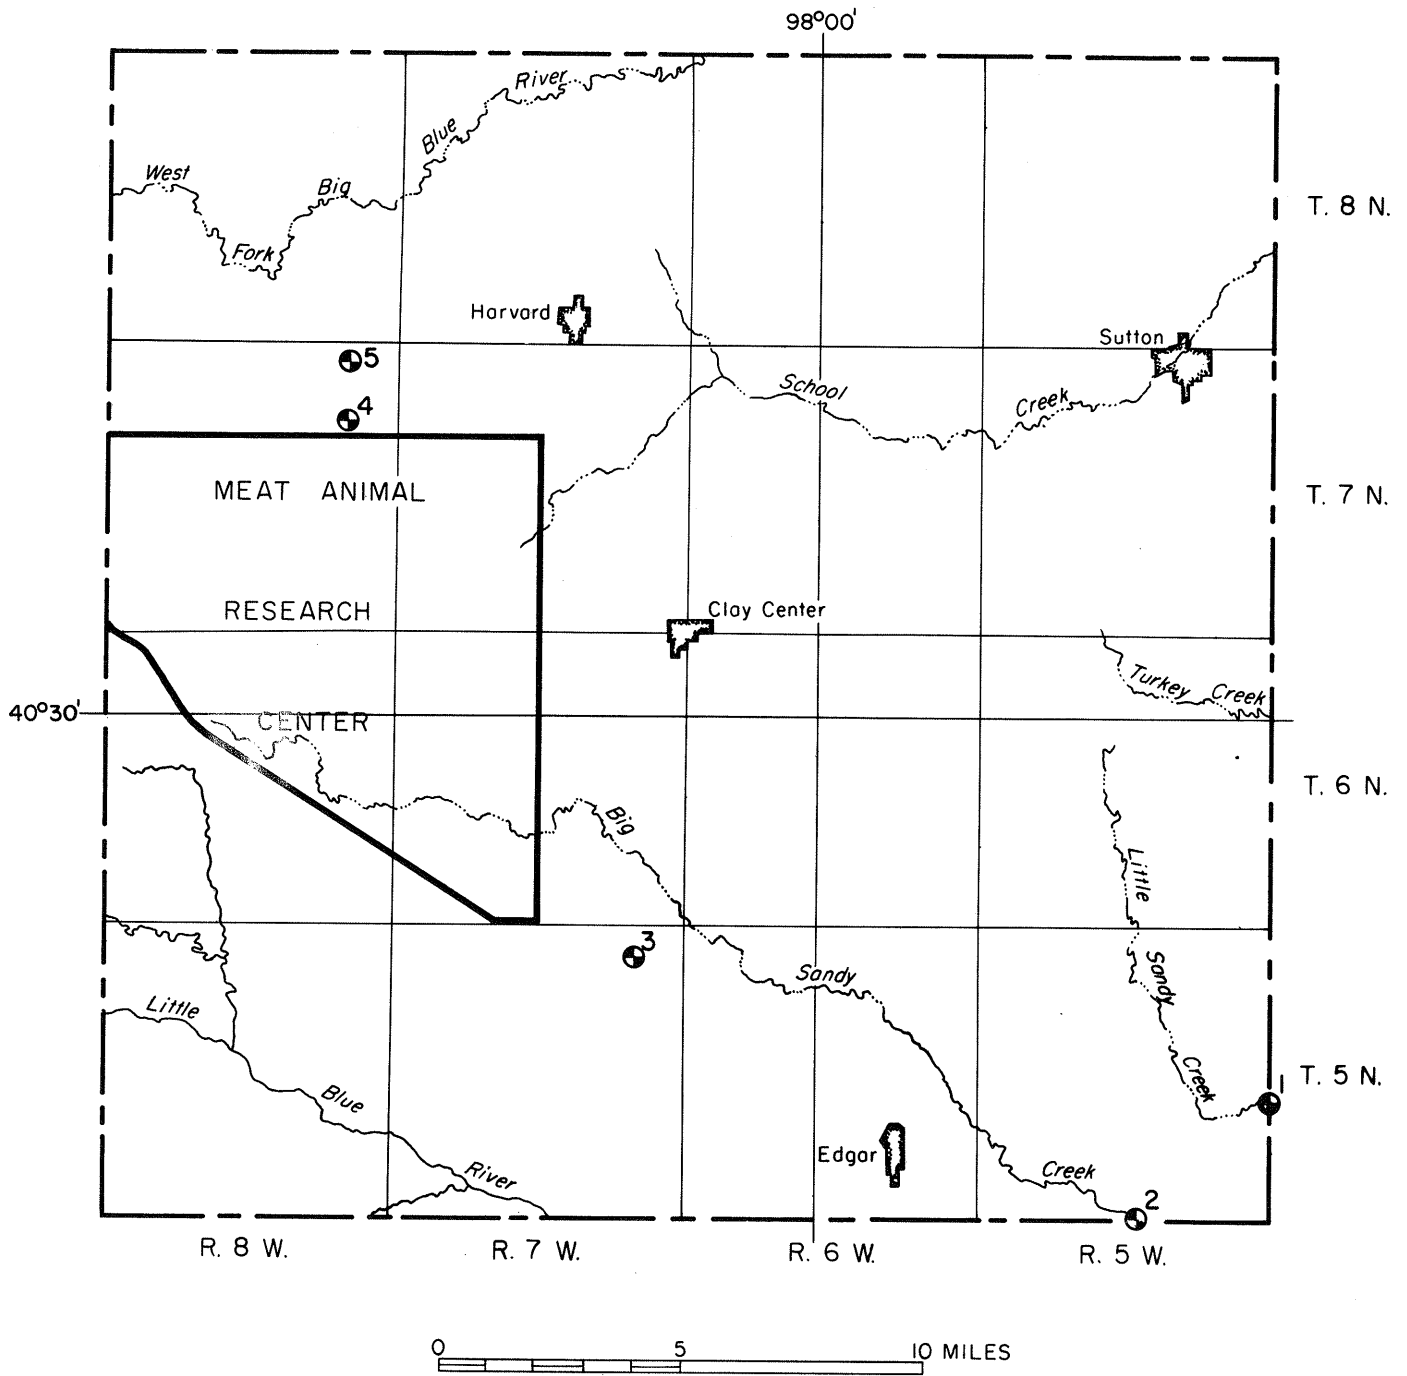 98°00'
River
Blue
West
Big
Fork
T. 8 N.
Harvard
Sutton
5
4
School
Creek
MEAT ANIMAL
T. 7 N.
RESEARCH
Clay Center
Turkey Creek
40°30'
CENTER
T. 6 N.
Big
Little
3
Sandy
Sandy
Little
Creek
1
T. 5 N.
Blue
Edgar
River
Creek
2
R. 8 W.
R. 7 W.
R. 6 W.
R. 5 W.
0
5
10 MILES